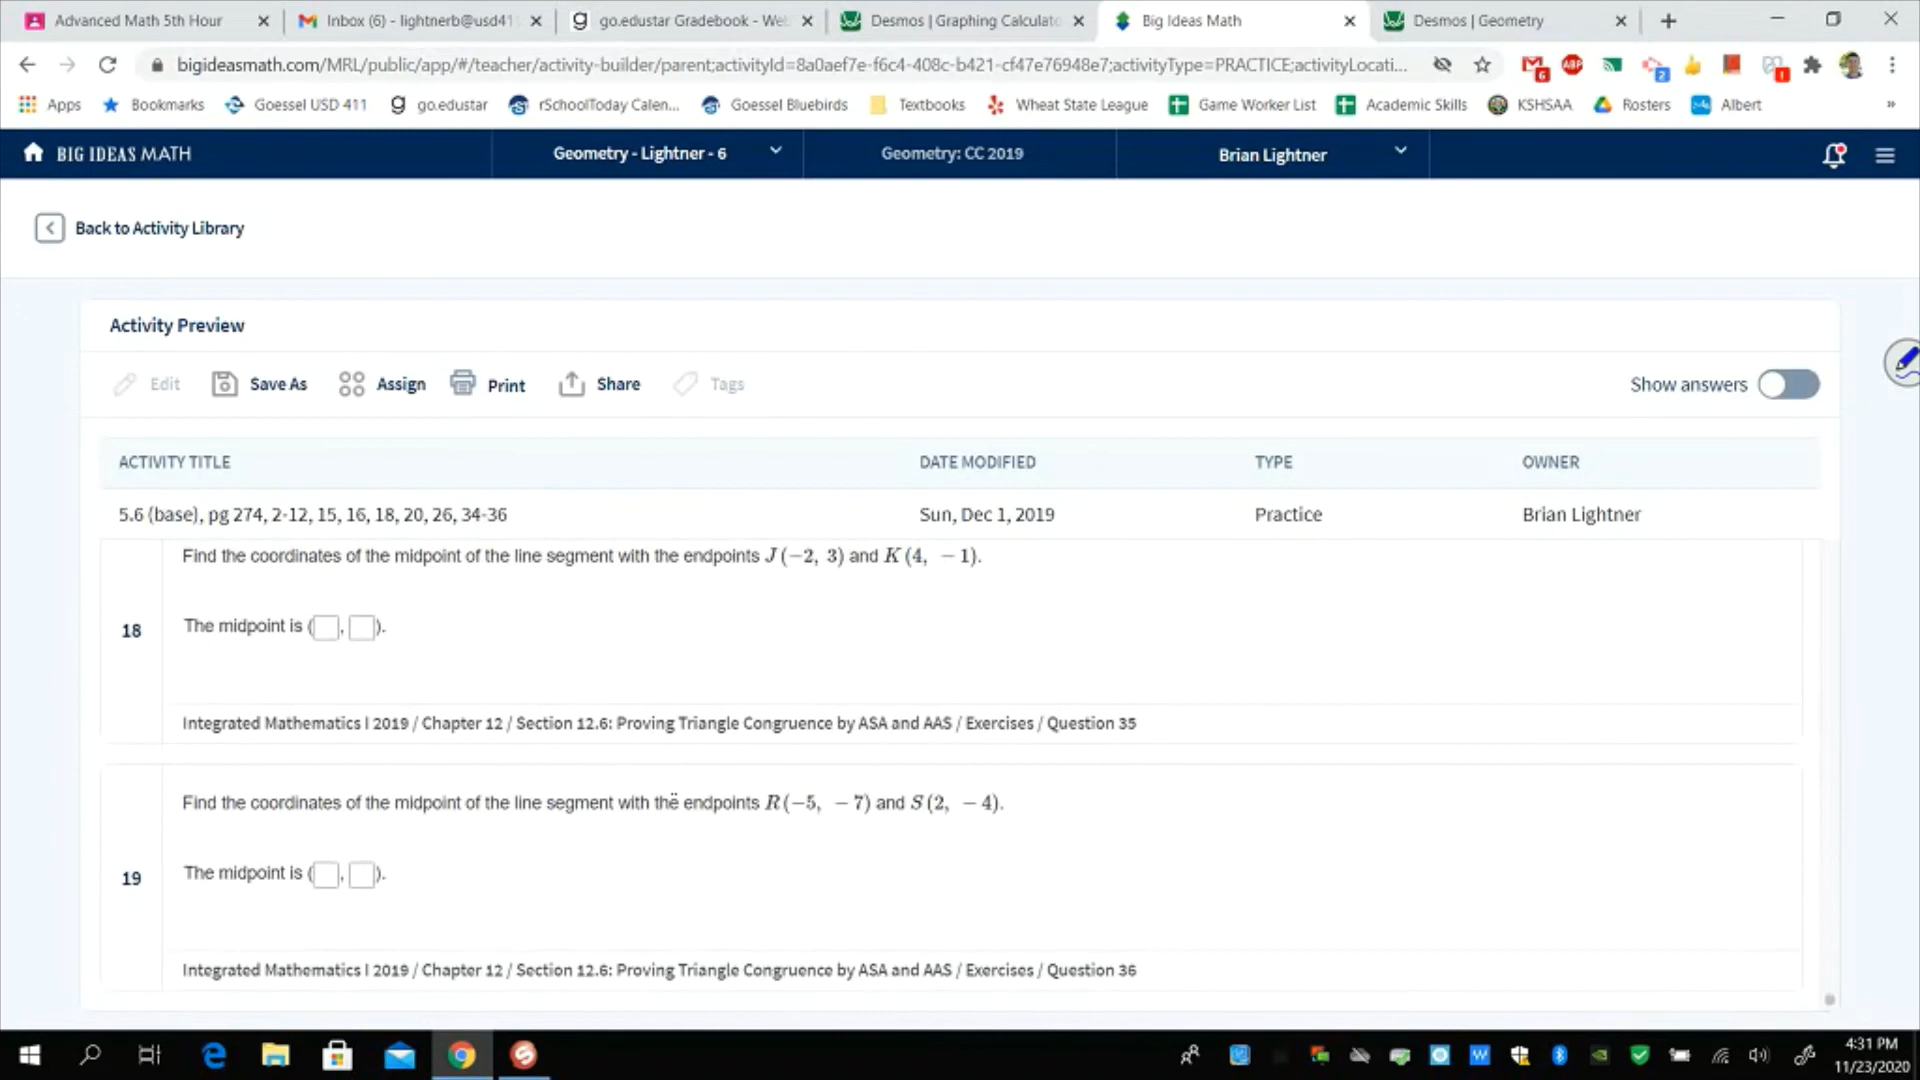 Advanced Math 5th Hour
Inbox (6) - lightnerb@usd41
go.edustar Gradebook - We
Desmos | Graphing Calculato
Big Ideas Math
Desmos | Geometry
bigideasmath.com/MRL/public/app/#/teacher/activity-builder/parent;activityId=8a0aef7e-f6c4-408c-b421-cf47e76948e7;activityType=PRACTICE;activityLocati...
6
ABP
2
1
Apps
Bookmarks
Goessel USD 411
go.edustar
rSchoolToday Calen...
Goessel Bluebirds
Textbooks
Wheat State League
Game Worker List
Academic Skills
KSHSAA
Rosters
Albert
»
BIG IDEAS MATH
Geometry - Lightner - 6
Geometry: CC 2019
Brian Lightner
Back to Activity Library
Activity Preview
Edit
Save As
Assign
Print
Share
Tags
Show answers
ACTIVITY TITLE
DATE MODIFIED
TYPE
OWNER
5.6 (base), pg 274, 2-12, 15, 16, 18, 20, 26, 34-36
Sun, Dec 1, 2019
Practice
Brian Lightner
Find the coordinates of the midpoint of the line segment with the endpoints J (−2, 3) and K (4, − 1).
18
The midpoint is ( , ).
Integrated Mathematics I 2019 / Chapter 12 / Section 12.6: Proving Triangle Congruence by ASA and AAS / Exercises / Question 35
Find the coordinates of the midpoint of the line segment with the endpoints R (−5, − 7) and S (2, − 4).
19
The midpoint is ( , ).
Integrated Mathematics I 2019 / Chapter 12 / Section 12.6: Proving Triangle Congruence by ASA and AAS / Exercises / Question 36
4:31 PM
11/23/2020